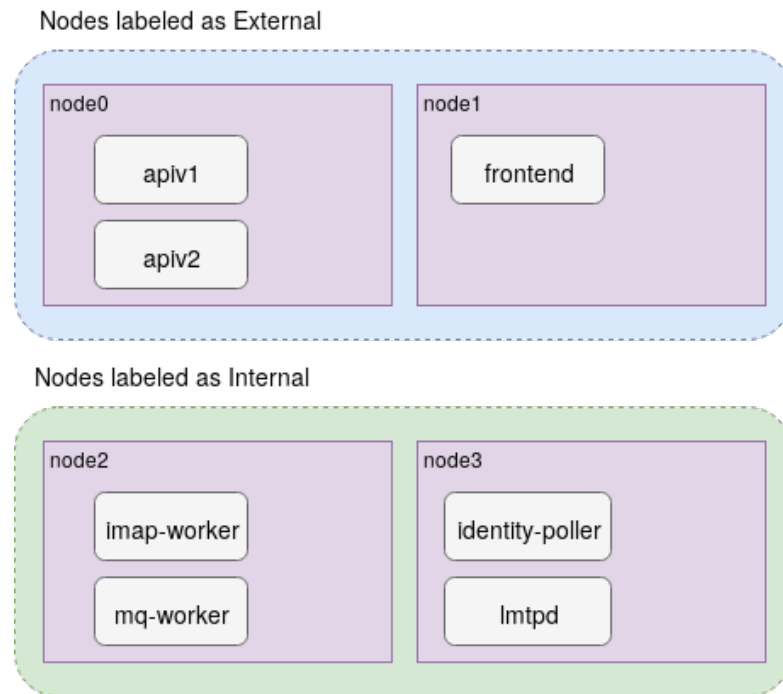 Nodes labeled as External
node0
apiv1
apiv2
node1
frontend
Nodes labeled as Internal
node2
imap-worker
mq-worker
node3
identity-poller
lmtpd